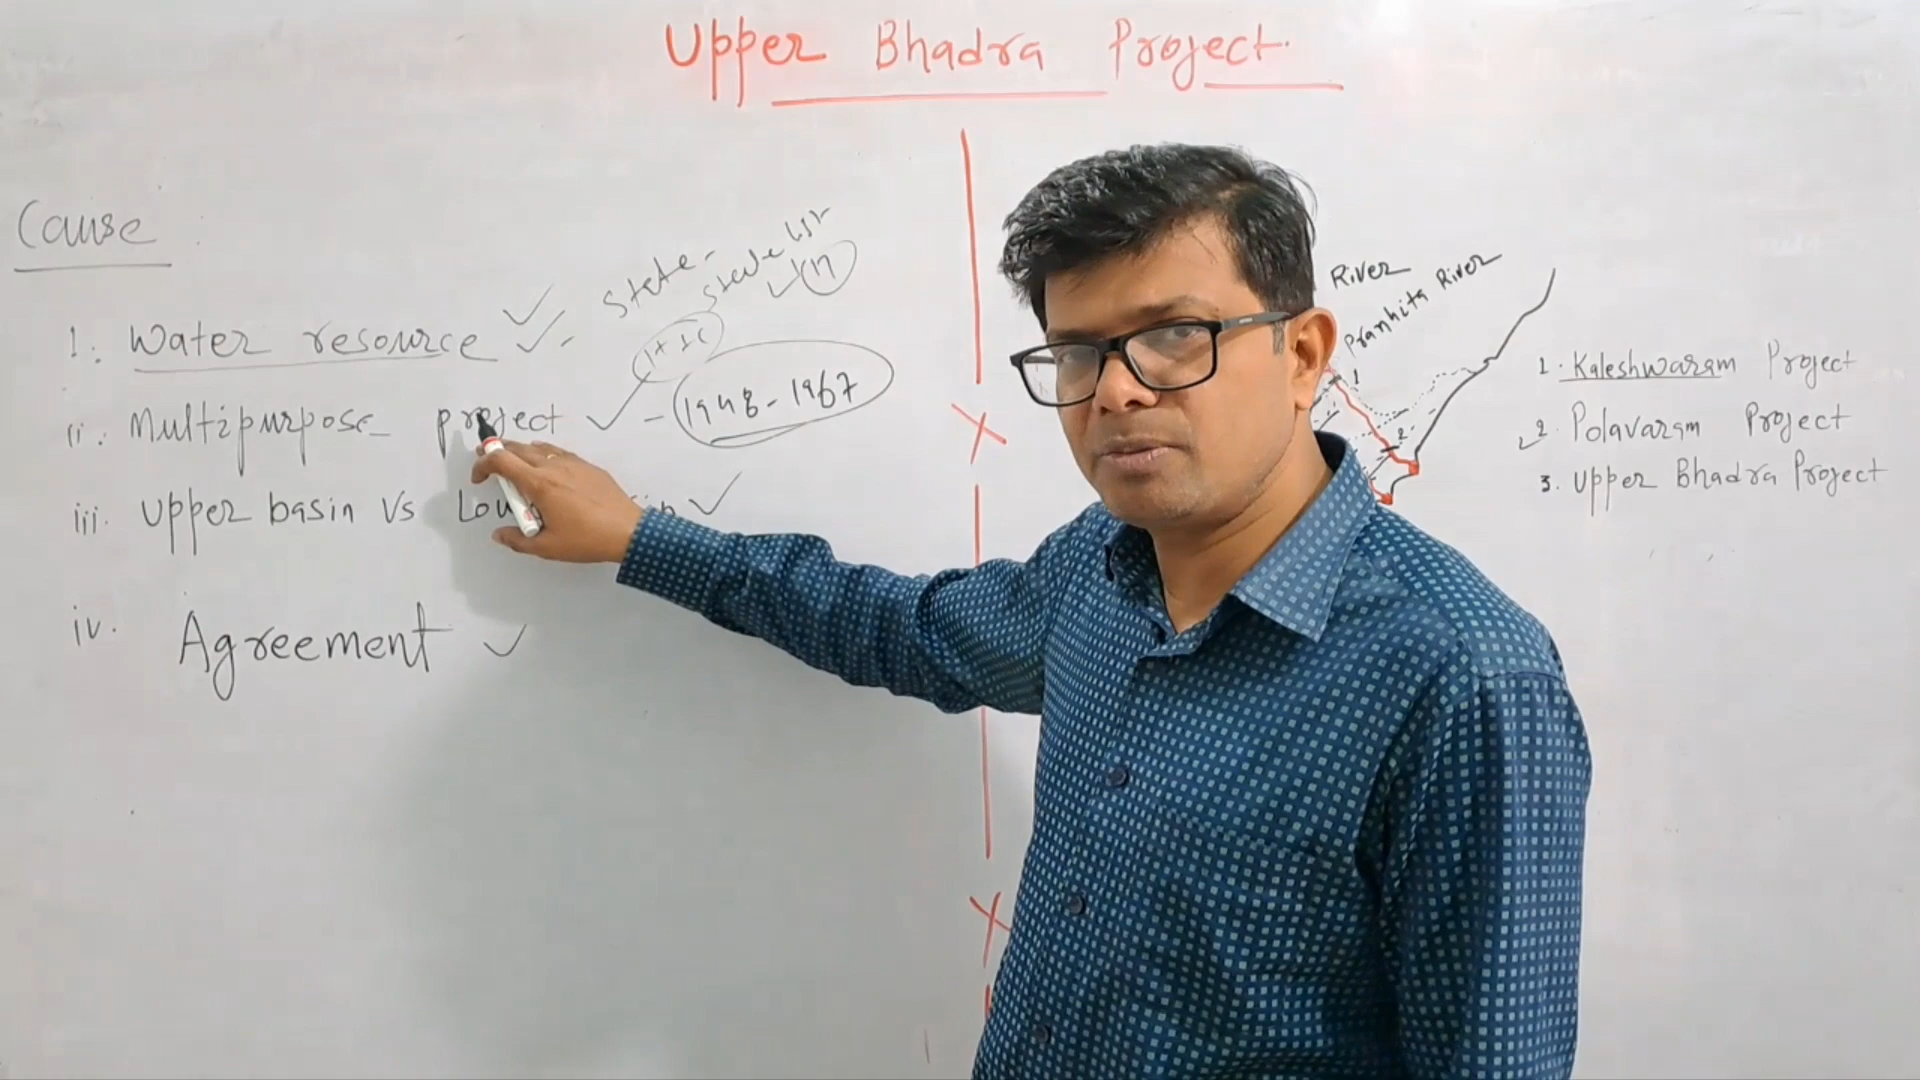 Upper Bhadra Project.
Cause
State -
State list
17
1. Water resource
ii. Multipurpose project - 1948 - 1967
iii. Upper basin Vs
iv. Agreement
River
Pranhita River
1
2
1. Kaleshwaram Project
2. Polavaram Project
3. Upper Bhadra Project